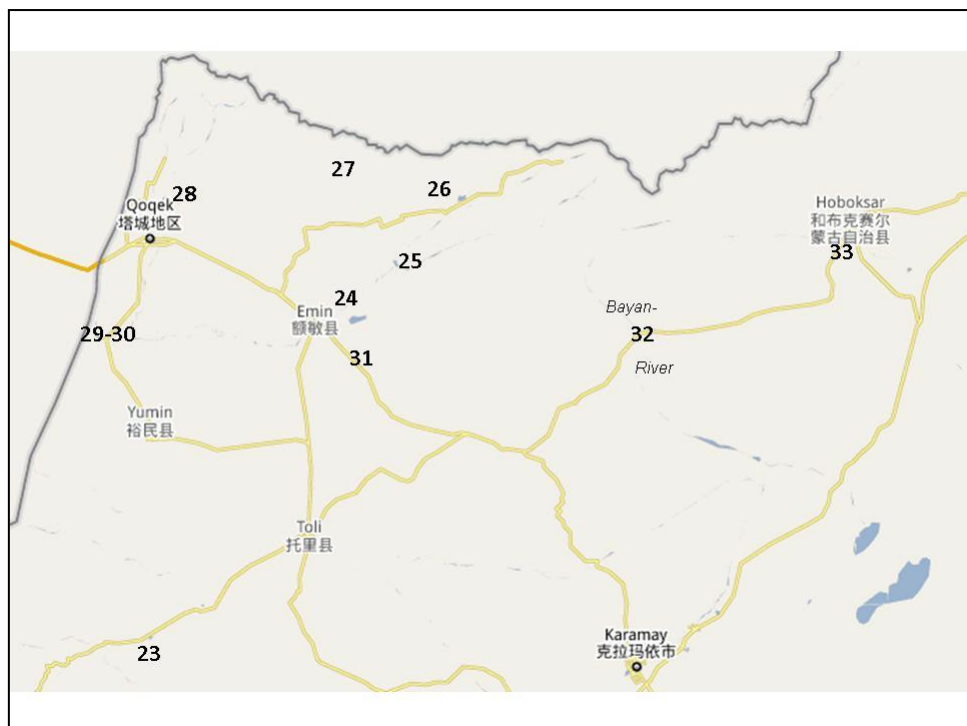 27
26
28
Qoqek
塔城地区
Hoboksar
和布克赛尔
蒙古自治县
33
25
24
Emin
额敏县
Bayan-
29-30
32
31
River
Yumin
裕民县
Toli
托里县
Karamay
克拉玛依市
23